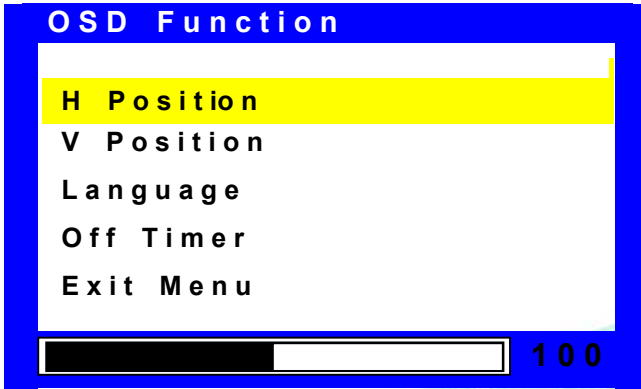 OSD Function
H Position
V Position
Language
Off Timer
Exit Menu
100